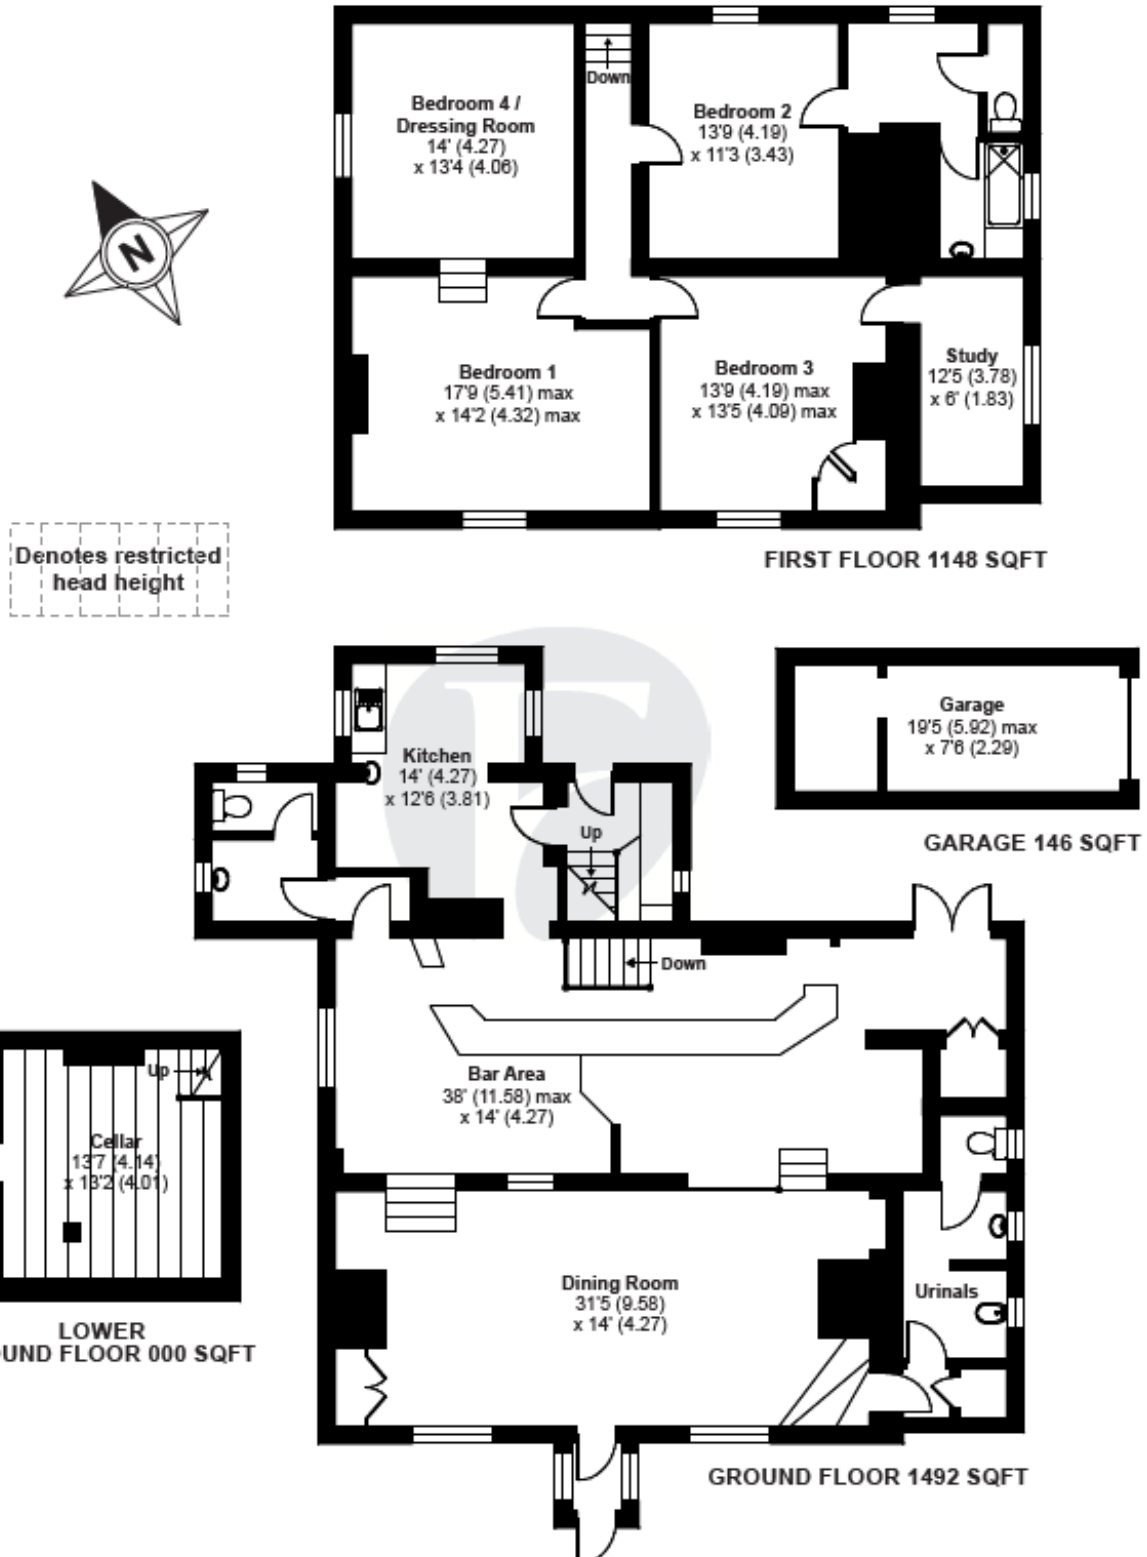 Bedroom 4 /
Dressing Room
14' (4.27)
x 13'4 (4.06)
Down
Bedroom 2
13'9 (4.19)
x 11'3 (3.43)
N
Bedroom 1
17'9 (5.41) max
x 14'2 (4.32) max
Bedroom 3
13'9 (4.19) max
x 13'5 (4.09) max
Study
12'5 (3.78)
x 6' (1.83)
Denotes restricted
head height
FIRST FLOOR 1148 SQFT
Kitchen
14' (4.27)
x 12'6 (3.81)
Up
Garage
19'5 (5.92) max
x 7'6 (2.29)
GARAGE 146 SQFT
Down
Bar Area
38' (11.58) max
x 14' (4.27)
Up
Cellar
13'7 (4.14)
x 13'2 (4.01)
LOWER
OUND FLOOR 000 SQFT
Dining Room
31'5 (9.58)
x 14' (4.27)
Urinals
GROUND FLOOR 1492 SQFT